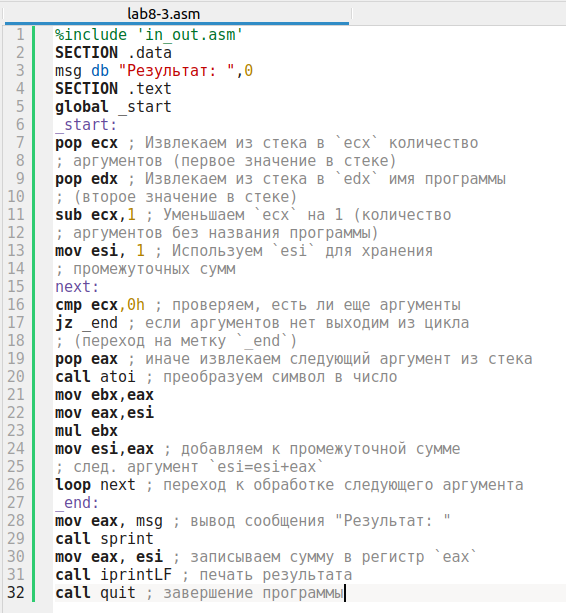 lab8-3.asm
1 %include 'in_out.asm'
2 SECTION .data
3 msg db "Результат: ",0
4 SECTION .text
5 global _start
6 _start:
7 pop ecx ; Извлекаем из стека в `ecx` количество
8 ; аргументов (первое значение в стеке)
9 pop edx ; Извлекаем из стека в `edx` имя программы
10 ; (второе значение в стеке)
11 sub ecx,1 ; Уменьшаем `ecx` на 1 (количество
12 ; аргументов без названия программы)
13 mov esi, 1 ; Используем `esi` для хранения
14 ; промежуточных сумм
15 next:
16 cmp ecx,0h ; проверяем, есть ли еще аргументы
17 jz _end ; если аргументов нет выходим из цикла
18 ; (переход на метку `_end`)
19 pop eax ; иначе извлекаем следующий аргумент из стека
20 call atoi ; преобразуем символ в число
21 mov ebx,eax
22 mov eax,esi
23 mul ebx
24 mov esi,eax ; добавляем к промежуточной сумме
25 ; след. аргумент `esi=esi+eax`
26 loop next ; переход к обработке следующего аргумента
27 _end:
28 mov eax, msg ; вывод сообщения "Результат: "
29 call sprint
30 mov eax, esi ; записываем сумму в регистр `eax`
31 call iprintLF ; печать результата
32 call quit ; завершение программы